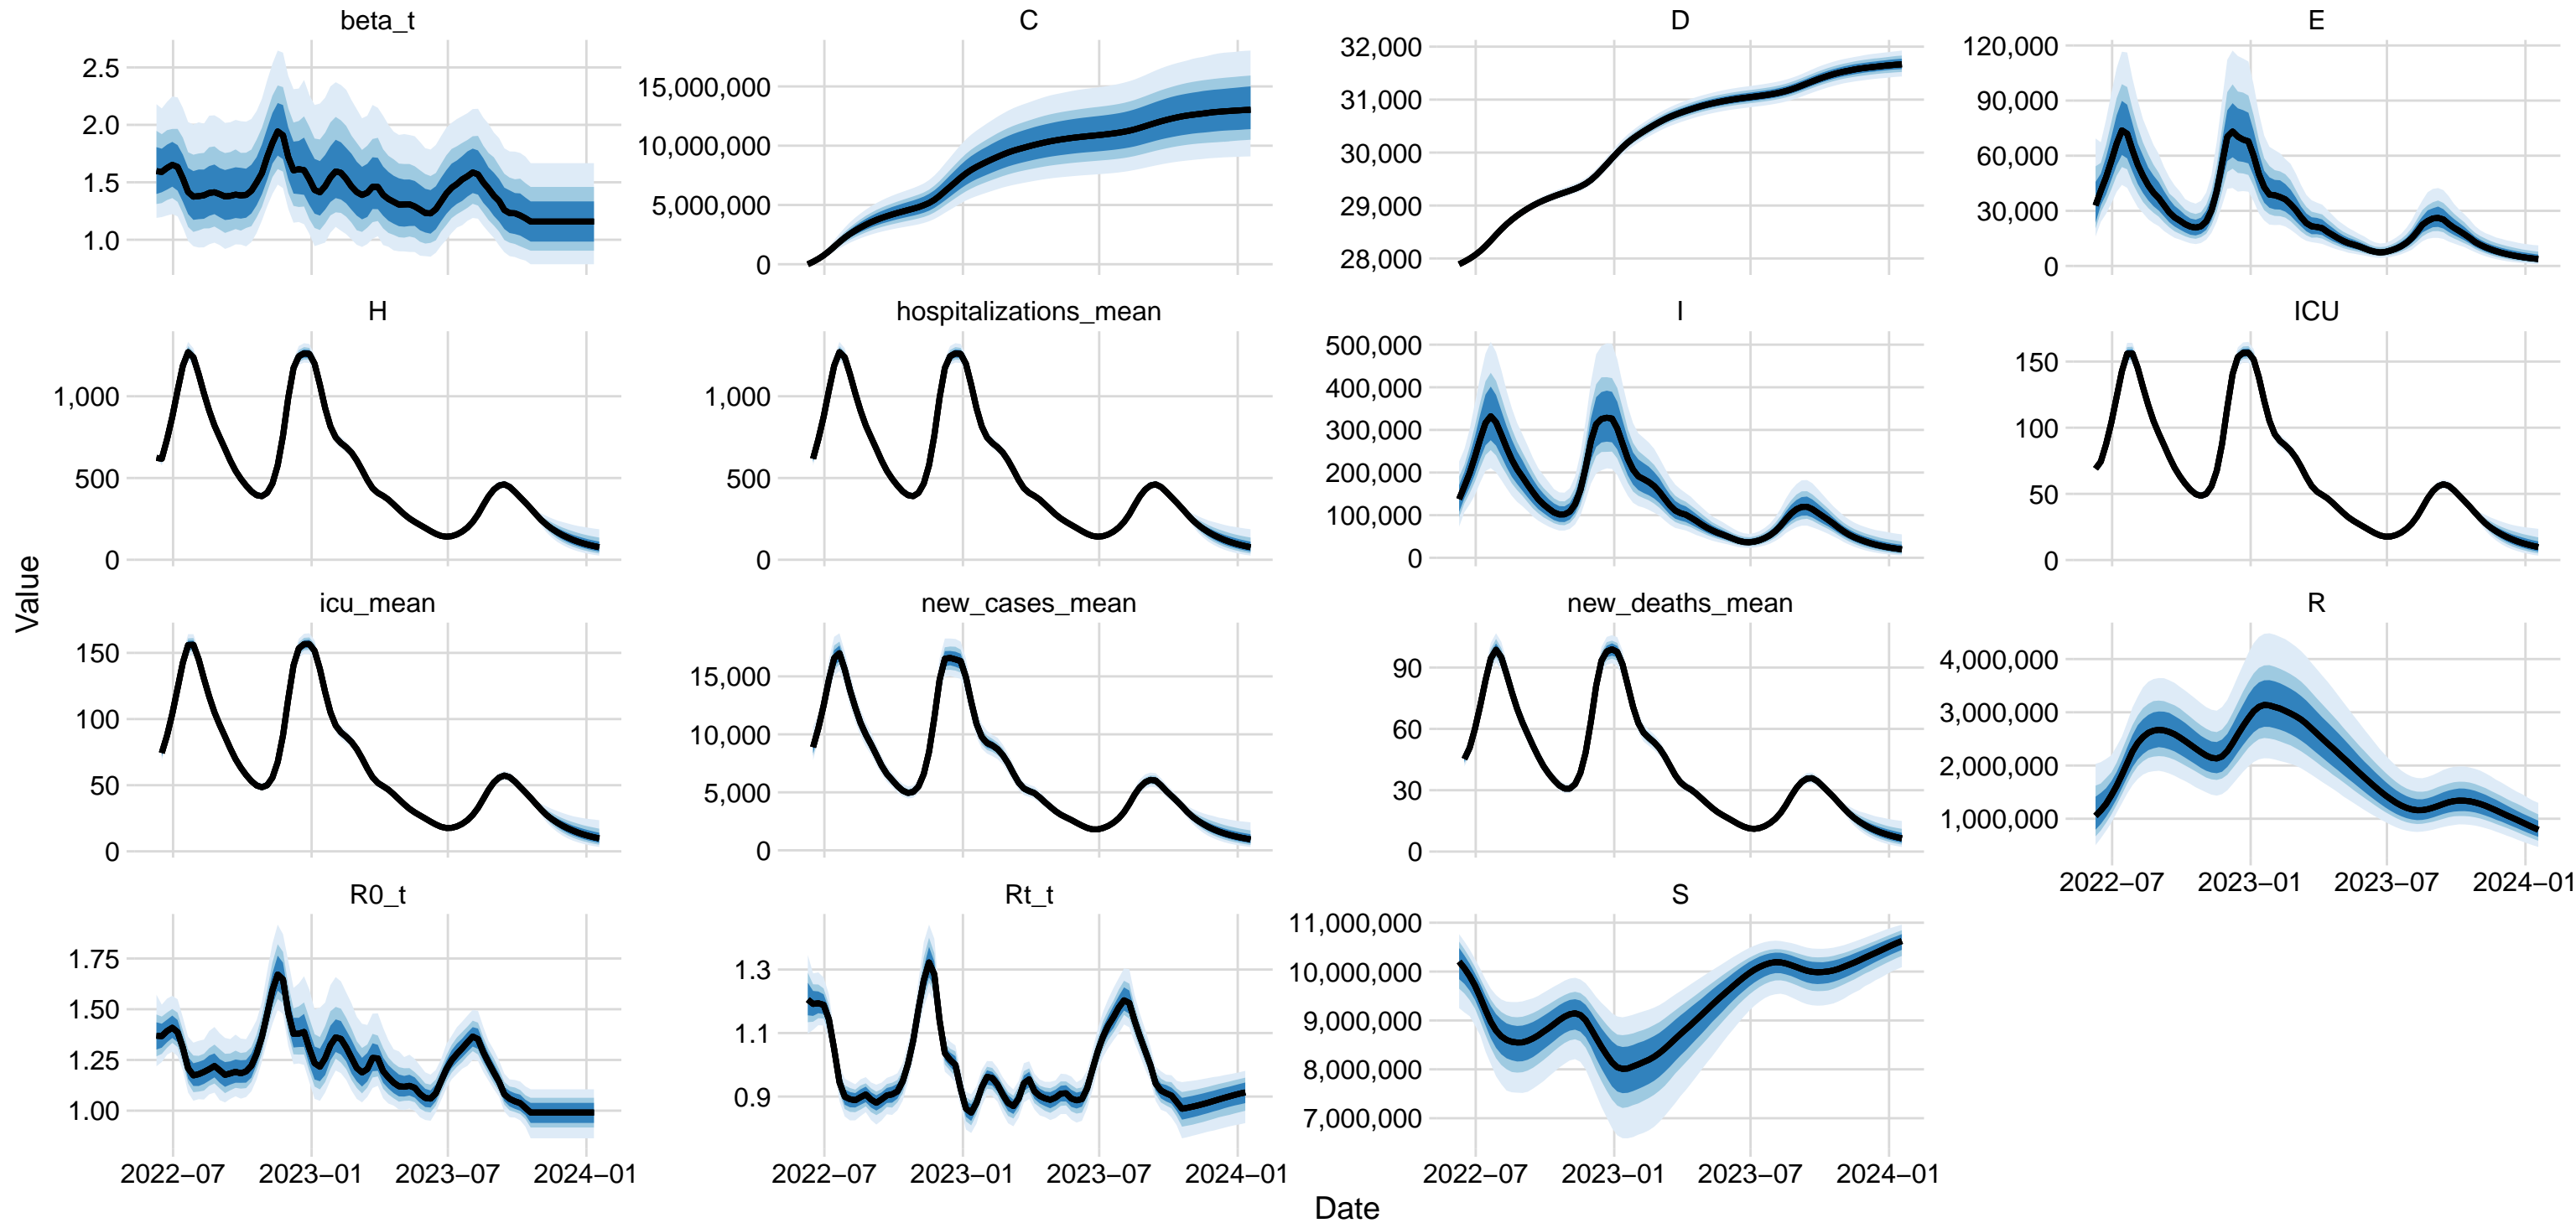 beta_t
C
D
E
2.5
2.0
1.5
1.0
15,000,000
10,000,000
5,000,000
0
32,000
31,000
30,000
29,000
28,000
120,000
90,000
60,000
30,000
0
H
hospitalizations_mean
I
ICU
1,000
500
0
1,000
500
0
500,000
400,000
300,000
200,000
100,000
0
150
100
50
0
Value
icu_mean
new_cases_mean
new_deaths_mean
R
150
100
50
0
15,000
10,000
5,000
0
90
60
30
0
4,000,000
3,000,000
2,000,000
1,000,000
2022−07 2023−01 2023−07 2024−01
R0_t
Rt_t
S
1.75
1.50
1.25
1.00
1.3
1.1
0.9
11,000,000
10,000,000
9,000,000
8,000,000
7,000,000
2022−07 2023−01 2023−07 2024−01
2022−07 2023−01 2023−07 2024−01
2022−07 2023−01 2023−07 2024−01
Date